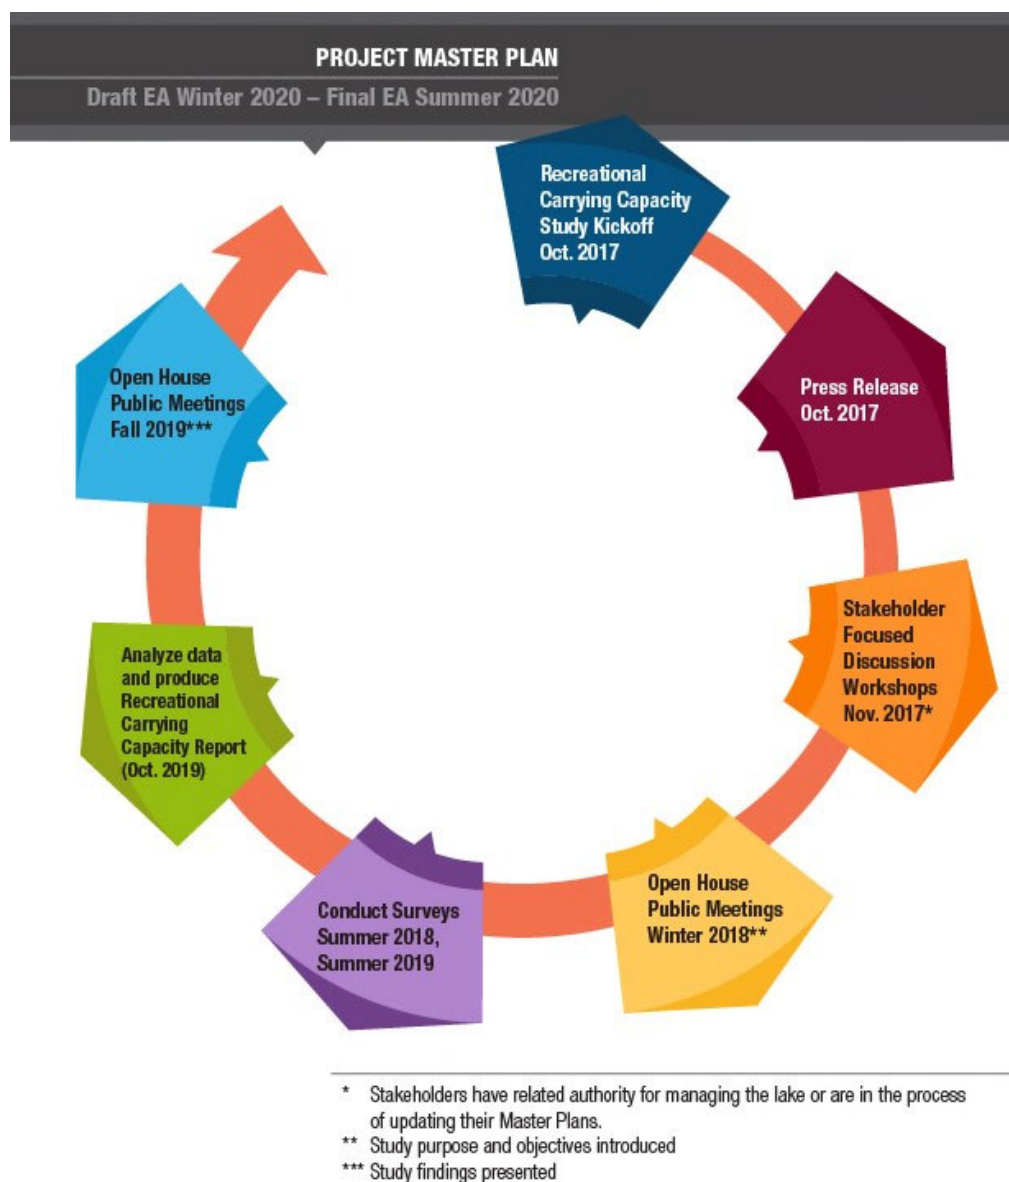 PROJECT MASTER PLAN
Draft EA Winter 2020 – Final EA Summer 2020
Recreational
Carrying Capacity
Study Kickoff
Oct. 2017
Press Release
Oct. 2017
Stakeholder
Focused
Discussion
Workshops
Nov. 2017*
Open House
Public Meetings
Winter 2018**
Conduct Surveys
Summer 2018,
Summer 2019
Analyze data
and produce
Recreational
Carrying
Capacity Report
(Oct. 2019)
Open House
Public Meetings
Fall 2019***
* Stakeholders have related authority for managing the lake or are in the process
of updating their Master Plans.
** Study purpose and objectives introduced
*** Study findings presented